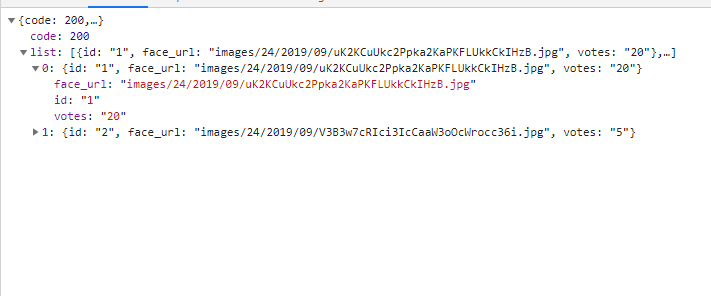 {code: 200,…}
code: 200
list: [{id: "1", face_url: "images/24/2019/09/uK2KCuUkc2Ppka2KaPKFLUkkCkIHzB.jpg", votes: "20"},…]
0: {id: "1", face_url: "images/24/2019/09/uK2KCuUkc2Ppka2KaPKFLUkkCkIHzB.jpg", votes: "20"}
face_url: "images/24/2019/09/uK2KCuUkc2Ppka2KaPKFLUkkCkIHzB.jpg"
id: "1"
votes: "20"
1: {id: "2", face_url: "images/24/2019/09/V3B3w7cRIci3IcCaaW3oOcWrocc36i.jpg", votes: "5"}